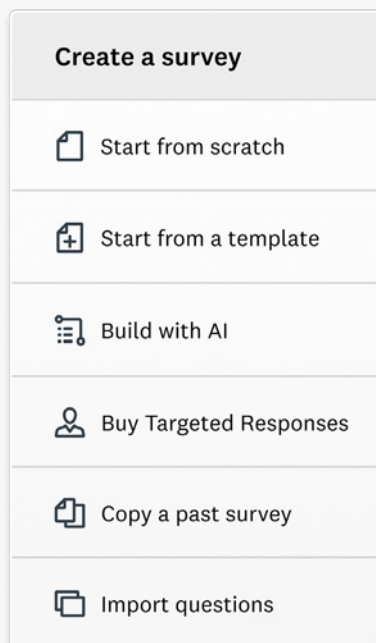 Create a survey
Start from scratch
Start from a template
Build with AI
Buy Targeted Responses
Copy a past survey
Import questions